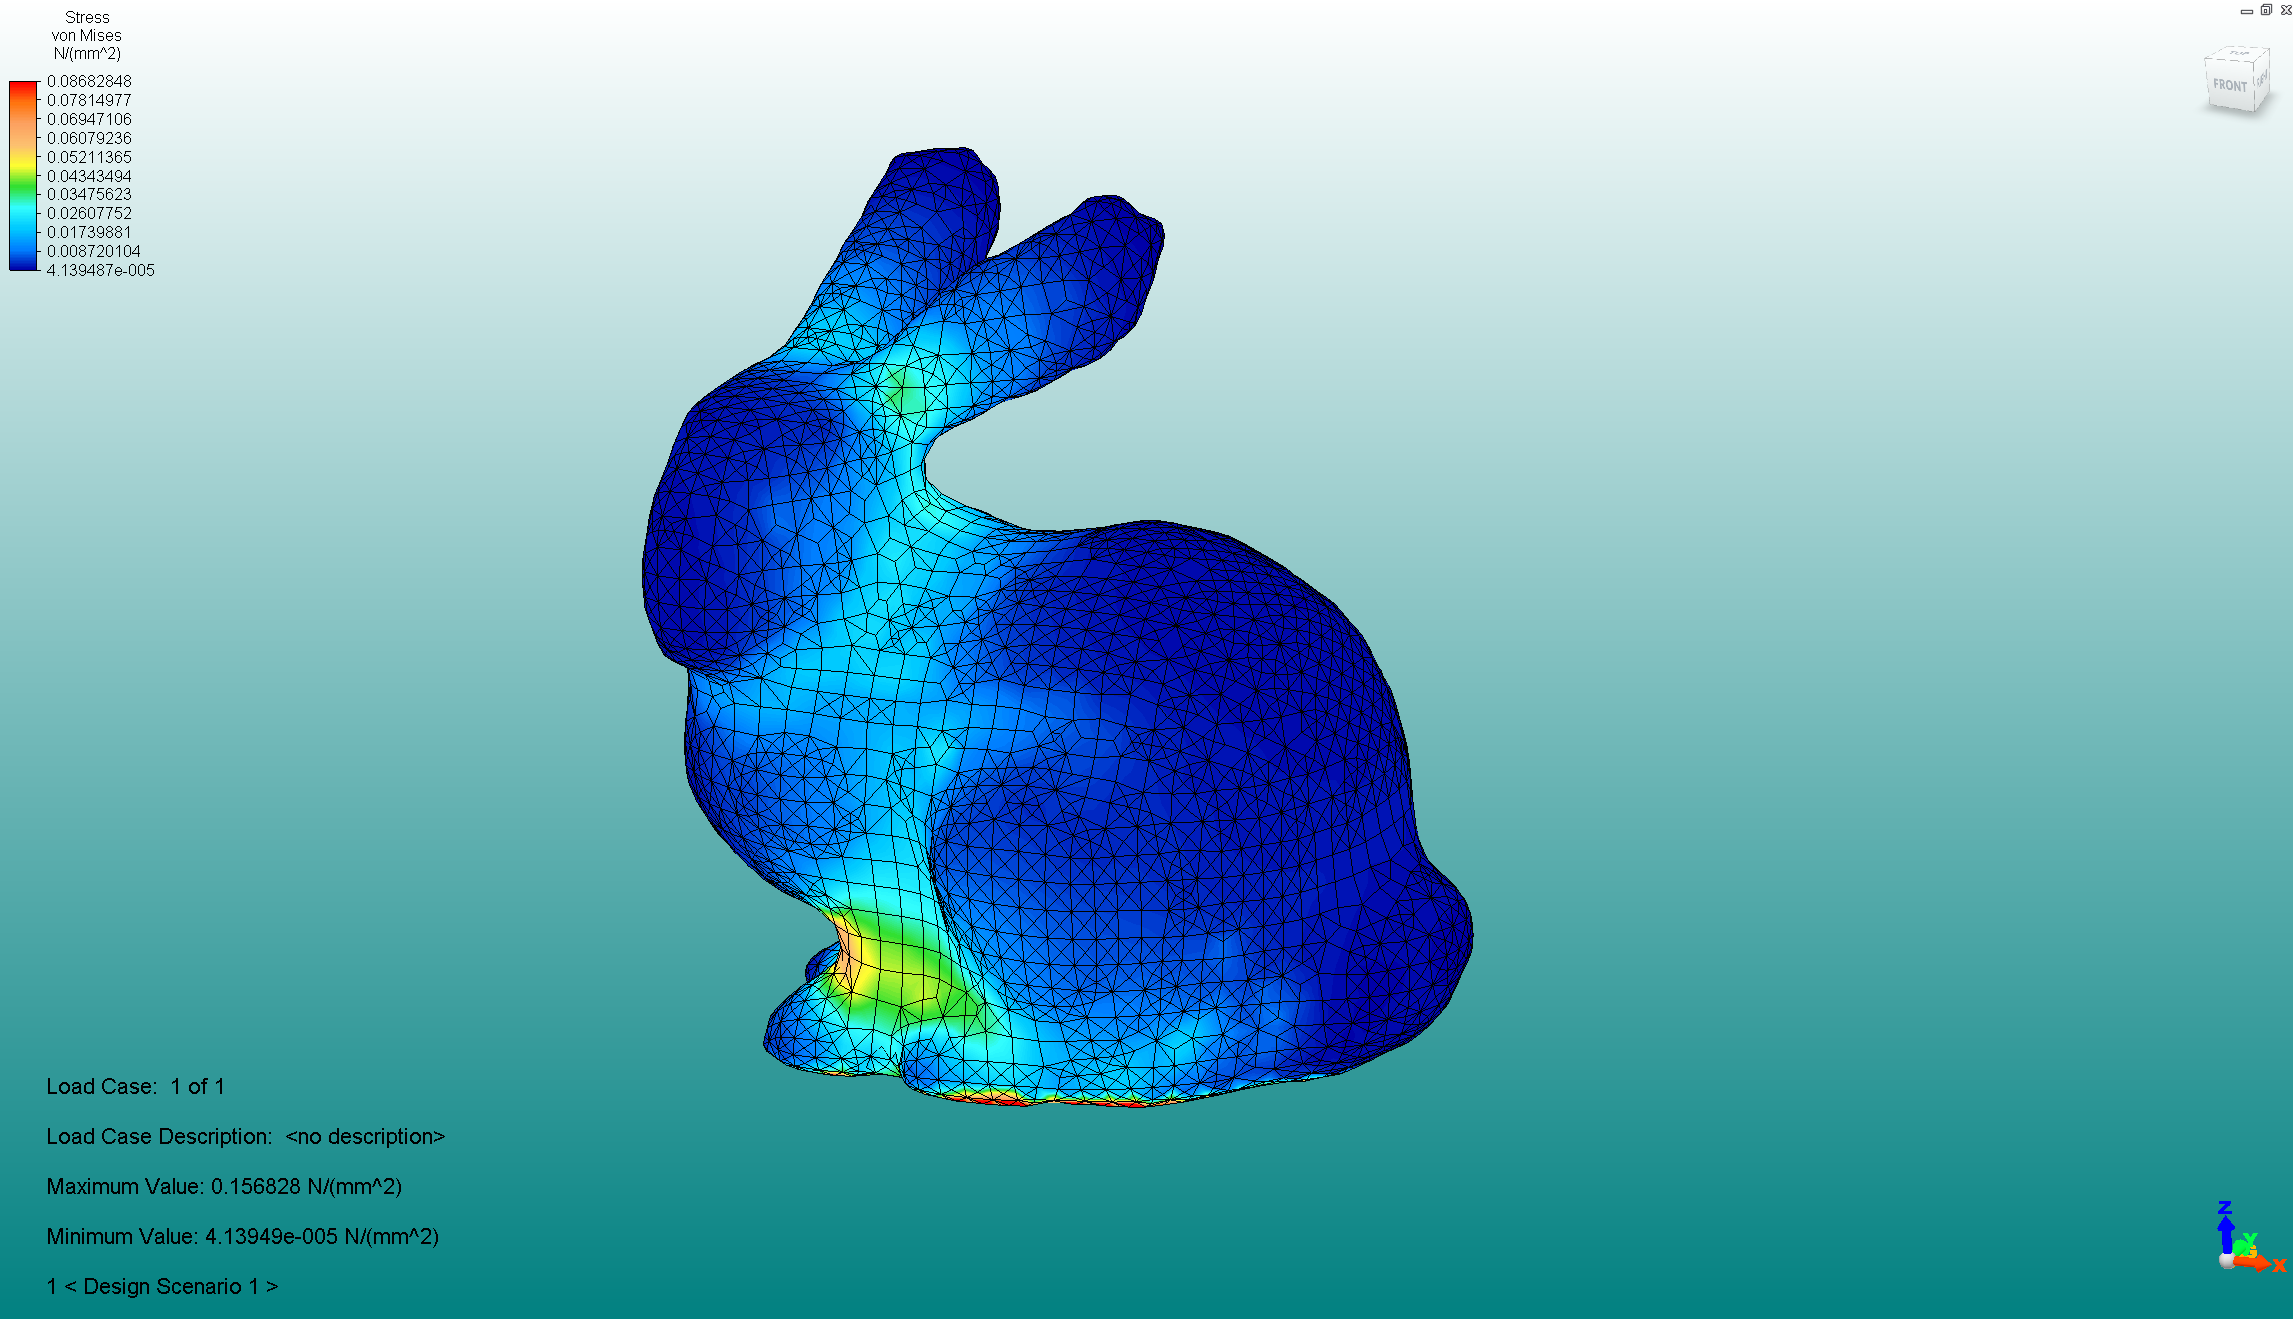 Stress
von Mises
N/(mm^2)
0.08682848
0.07814977
0.06947106
0.06079236
0.05211365
0.04343494
0.03475623
0.02607752
0.01739881
0.008720104
4.139487e-005
TOP
FRONT
Load Case: 1 of 1
Load Case Description: <no description>
Maximum Value: 0.156828 N/(mm^2)
Minimum Value: 4.13949e-005 N/(mm^2)
1 < Design Scenario 1 >
Z
Y
X